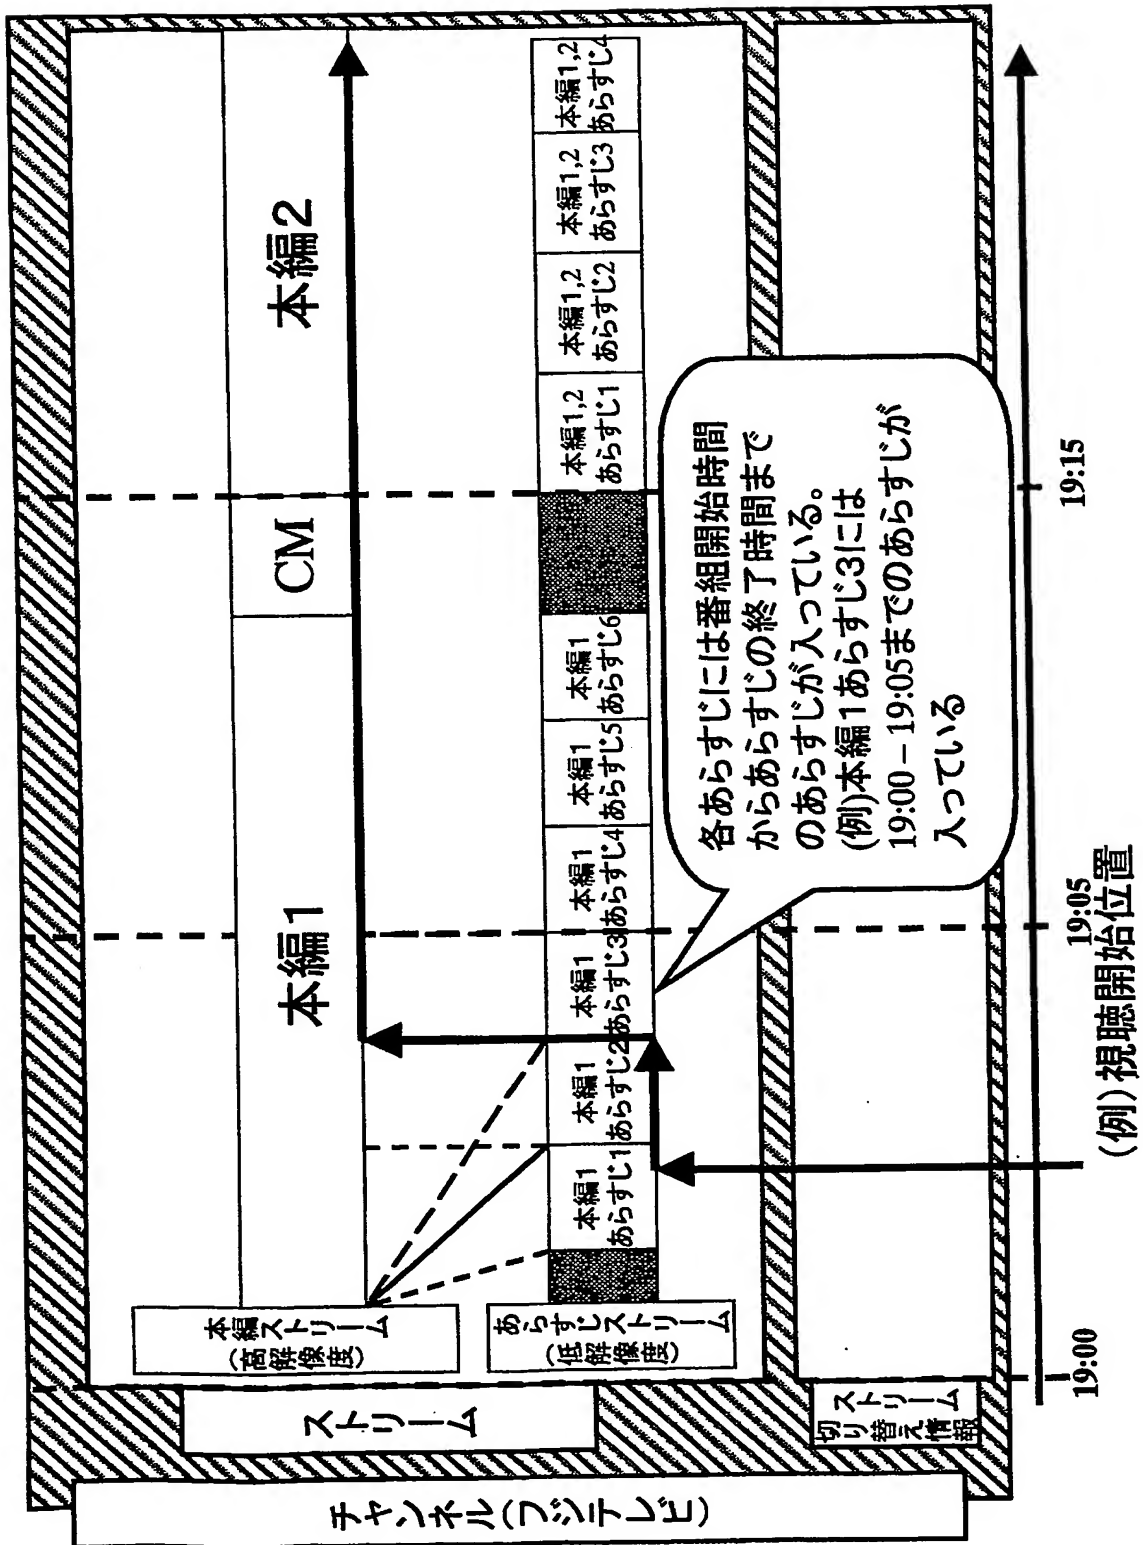 チャンネル(フジテレビ)
ストリーム
本編ストリーム
(高解像度)
本編1
CM
本編2
あらすじストリーム
(低解像度)
本編1
あらすじ1
本編1
あらすじ2
本編1
あらすじ3
本編1
あらすじ4
本編1
あらすじ5
本編1
あらすじ6
本編1,2
あらすじ1
本編1,2
あらすじ2
本編1,2
あらすじ3
本編1,2
あらすじ4
各あらすじには番組開始時間
からあらすじの終了時間まで
のあらすじが入っている。
(例)本編1あらすじ3には
19:00 – 19:05までのあらすじが
入っている
ストリーム
切り替え情報
19:00
19:05
19:15
(例)視聴開始位置